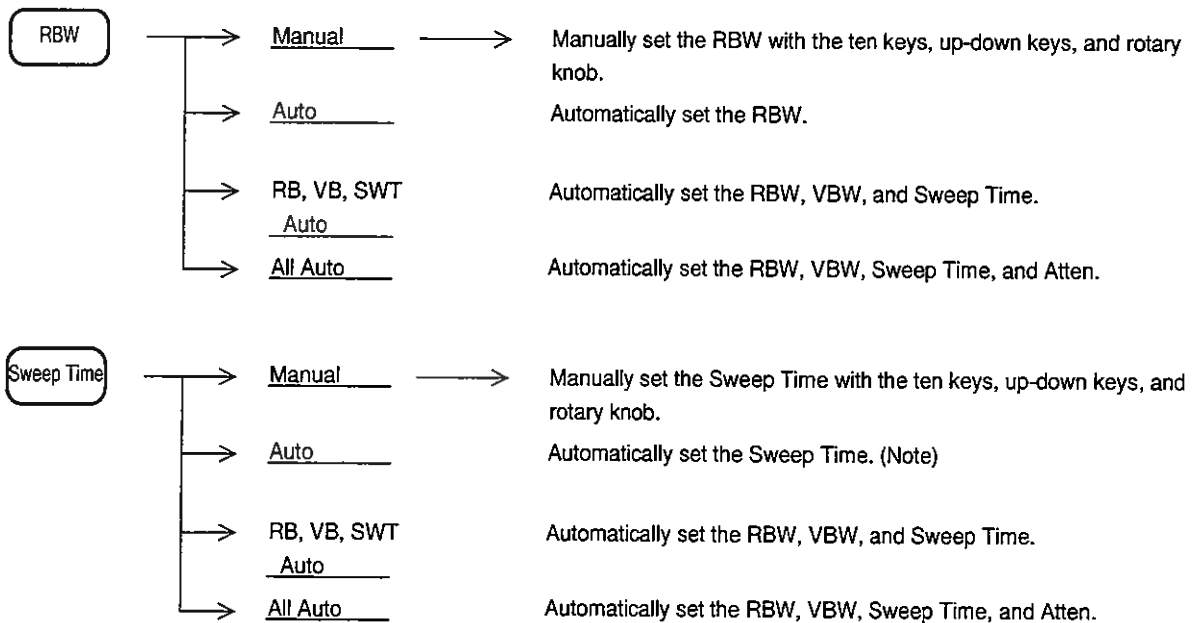 RBW
Manual
Manually set the RBW with the ten keys, up-down keys, and rotary
knob.
Auto
Automatically set the RBW.
RB, VB, SWT
Auto
Automatically set the RBW, VBW, and Sweep Time.
All Auto
Automatically set the RBW, VBW, Sweep Time, and Atten.
Sweep Time
Manual
Manually set the Sweep Time with the ten keys, up-down keys, and
rotary knob.
Auto
Automatically set the Sweep Time. (Note)
RB, VB, SWT
Auto
Automatically set the RBW, VBW, and Sweep Time.
All Auto
Automatically set the RBW, VBW, Sweep Time, and Atten.